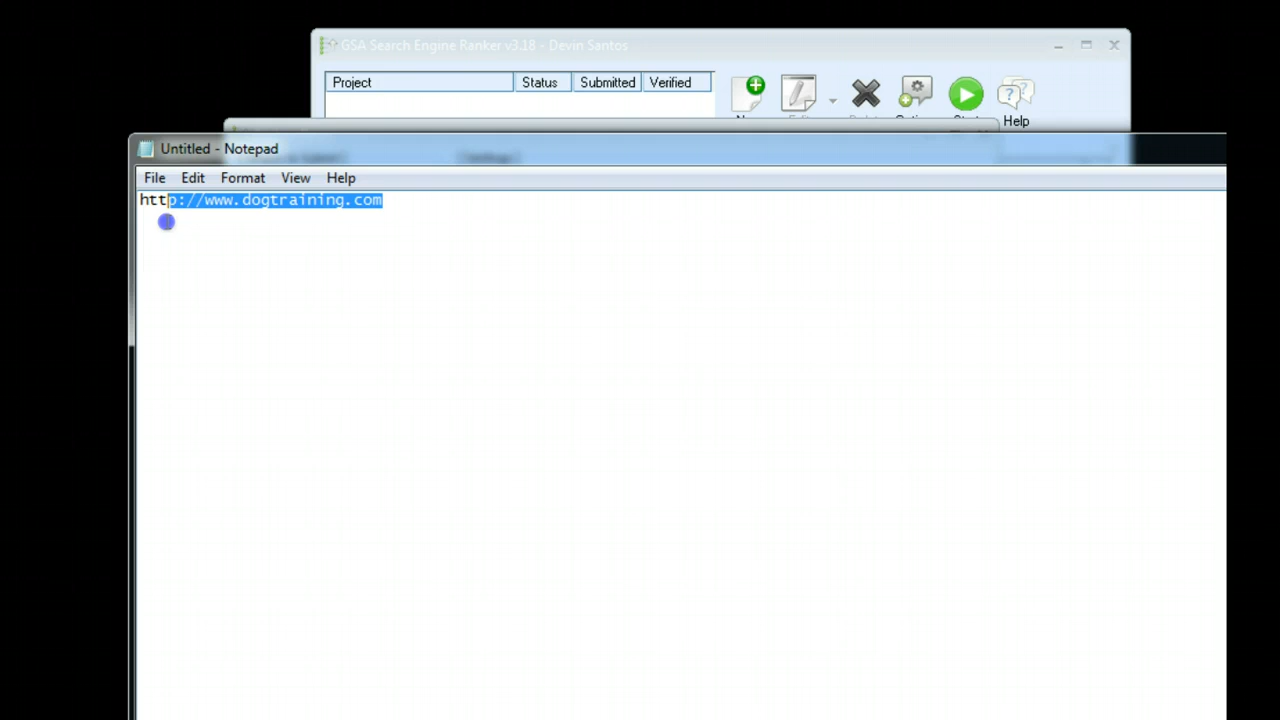 GSA Search Engine Ranker v3.18 - Devin Santos
Project Status Submitted Verified
Help
Untitled - Notepad
File Edit Format View Help
http://www.dogtraining.com